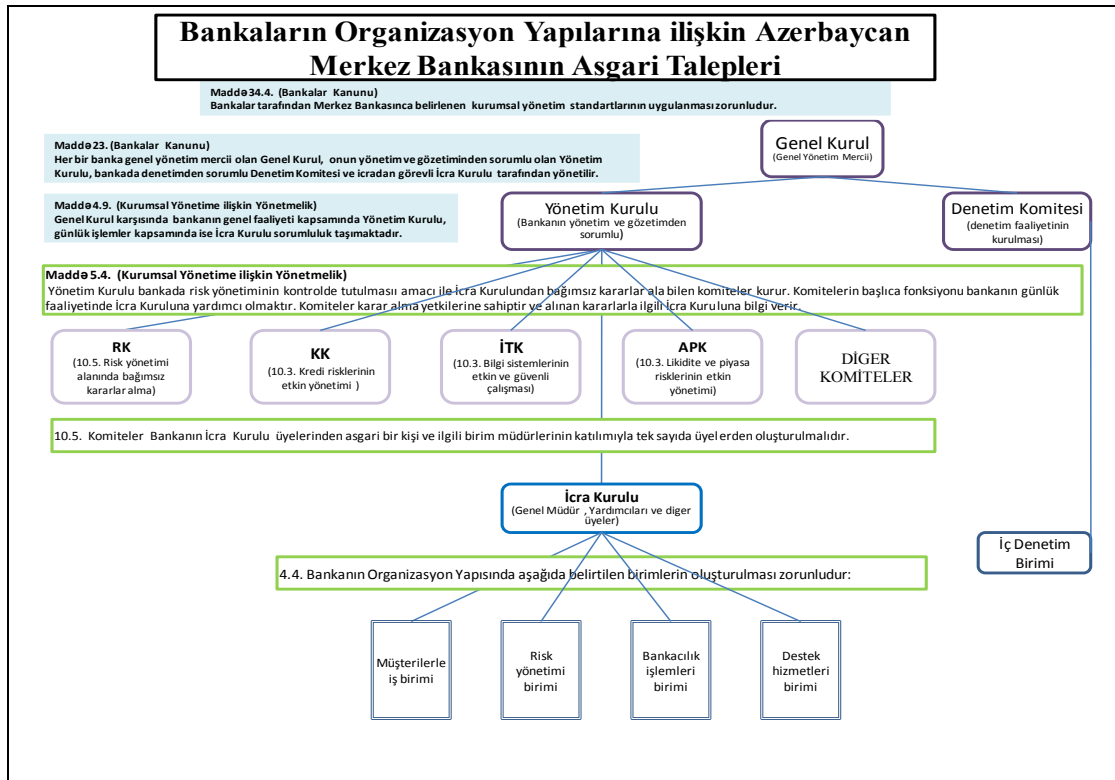 Bankaların Organizasyon Yapılarına ilişkin Azerbaycan
Merkez Bankasının Asgari Talepleri
Maddə 34.4. (Bankalar Kanunu)
Bankalar tarafından Merkez Bankasınca belirlenen kurumsal yönetim standartlarının uygulanması zorunludur.
Maddə 23. (Bankalar Kanunu)
Her bir banka genel yönetim mercii olan Genel Kurul, onun yönetim ve gözetiminden sorumlu olan Yönetim
Kurulu, bankada denetimden sorumlu Denetim Komitesi ve icradan görevli İcra Kurulu tarafından yönetilir.
Genel Kurul
(Genel Yönetim Mercii)
Maddə 4.9. (Kurumsal Yönetime ilişkin Yönetmelik)
Genel Kurul karşısında bankanın genel faaliyeti kapsamında Yönetim Kurulu,
günlük işlemler kapsamında ise İcra Kurulu sorumluluk taşımaktadır.
Yönetim Kurulu
(Bankanın yönetim ve gözetimden
sorumlu)
Denetim Komitesi
(denetim faaliyetinin
kurulması)
Maddə 5.4. (Kurumsal Yönetime ilişkin Yönetmelik)
Yönetim Kurulu bankada risk yönetiminin kontrolde tutulması amacı ile İcra Kurulundan bağımsız kararlar ala bilen komiteler kurur. Komitelerin başlıca fonksiyonu bankanın günlük
faaliyetinde İcra Kuruluna yardımcı olmaktır. Komiteler karar alma yetkilerine sahiptir ve alınan kararlarla ilgili İcra Kuruluna bilgi verir.
RK
(10.5. Risk yönetimi
alanında bağımsız
kararlar alma)
KK
(10.3. Kredi risklerinin
etkin yönetimi )
İTK
(10.3. Bilgi sistemlerinin
etkin ve güvenli
çalışması)
APK
(10.3. Likidite ve piyasa
risklerinin etkin
yönetimi)
DİGER
KOMİTELER
10.5. Komiteler Bankanın İcra Kurulu üyelerinden asgari bir kişi ve ilgili birim müdürlerinin katılımıyla tek sayıda üyelerden oluşturulmalıdır.
İcra Kurulu
(Genel Müdür , Yardımcıları ve diger
üyeler)
İç Denetim
Birimi
4.4. Bankanın Organizasyon Yapısında aşağıda belirtilen birimlerin oluşturulması zorunludur:
Müşterilerle
iş birimi
Risk
yönetimi
birimi
Bankacılık
işlemleri
birimi
Destek
hizmetleri
birimi